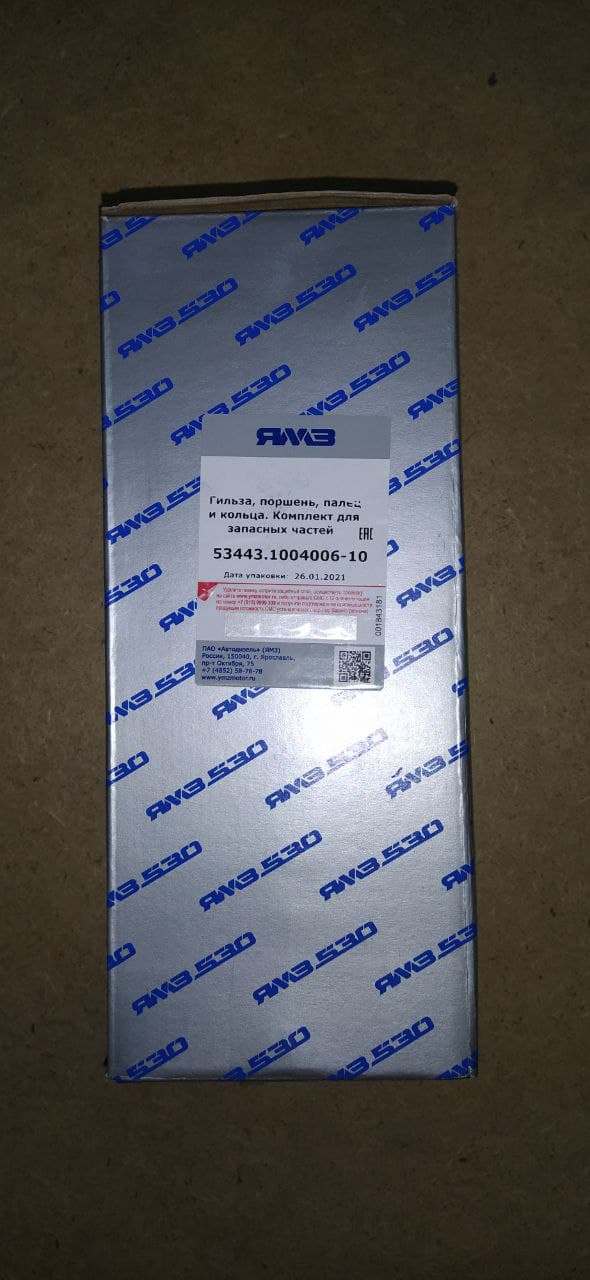 ЯМЗ 530
ЯМЗ
Гильза, поршень, палец
и кольца. Комплект для
запасных частей
EAC
53443.1004006-10
Дата упаковки: 26.01.2021
001843181
ПАО «Автодизель» (ЯМЗ)
Россия, 150040, г. Ярославль,
пр-т Октября, 75
+7 (4852) 58-78-78
www.ymzmotor.ru